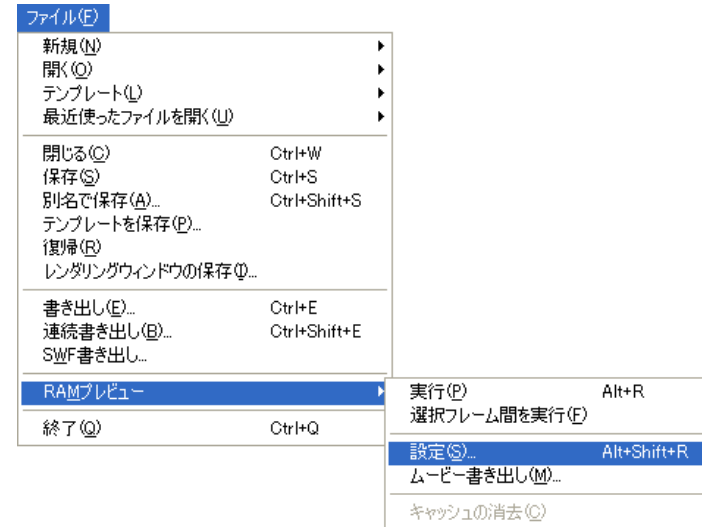 ファイル(F)
新規(N)
開く(O)
テンプレート(L)
最近使ったファイルを開く(U)
閉じる(C) Ctrl+W
保存(S) Ctrl+S
別名で保存(A)... Ctrl+Shift+S
テンプレートを保存(P)...
復帰(R)
レンダリングウィンドウの保存(I)...
書き出し(E)... Ctrl+E
連続書き出し(B)... Ctrl+Shift+E
SWF書き出し...
RAMプレビュー
終了(Q) Ctrl+Q
実行(P) Alt+R
選択フレーム間を実行(F)
設定(S)... Alt+Shift+R
ムービー書き出し(M)...
キャッシュの消去(C)